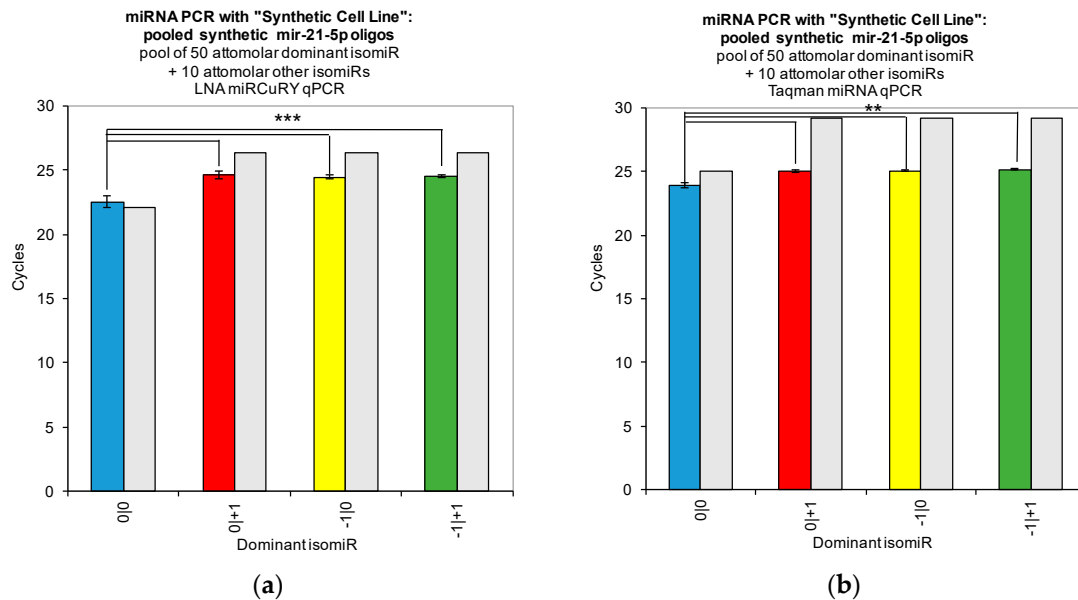 miRNA PCR with "Synthetic Cell Line":
pooled synthetic mir-21-5p oligos
pool of 50 attomolar dominant isomiR
+ 10 attomolar other isomiRs
LNA miRCuRY qPCR
30
25
20
15
10
5
0
Cycles
***
0|0
0|+1
-1|0
-1|+1
Dominant isomiR
(a)
miRNA PCR with "Synthetic Cell Line":
pooled synthetic mir-21-5p oligos
pool of 50 attomolar dominant isomiR
+ 10 attomolar other isomiRs
Taqman miRNA qPCR
30
25
20
15
10
5
0
Cycles
**
0|0
0|+1
-1|0
-1|+1
Dominant isomiR
(b)